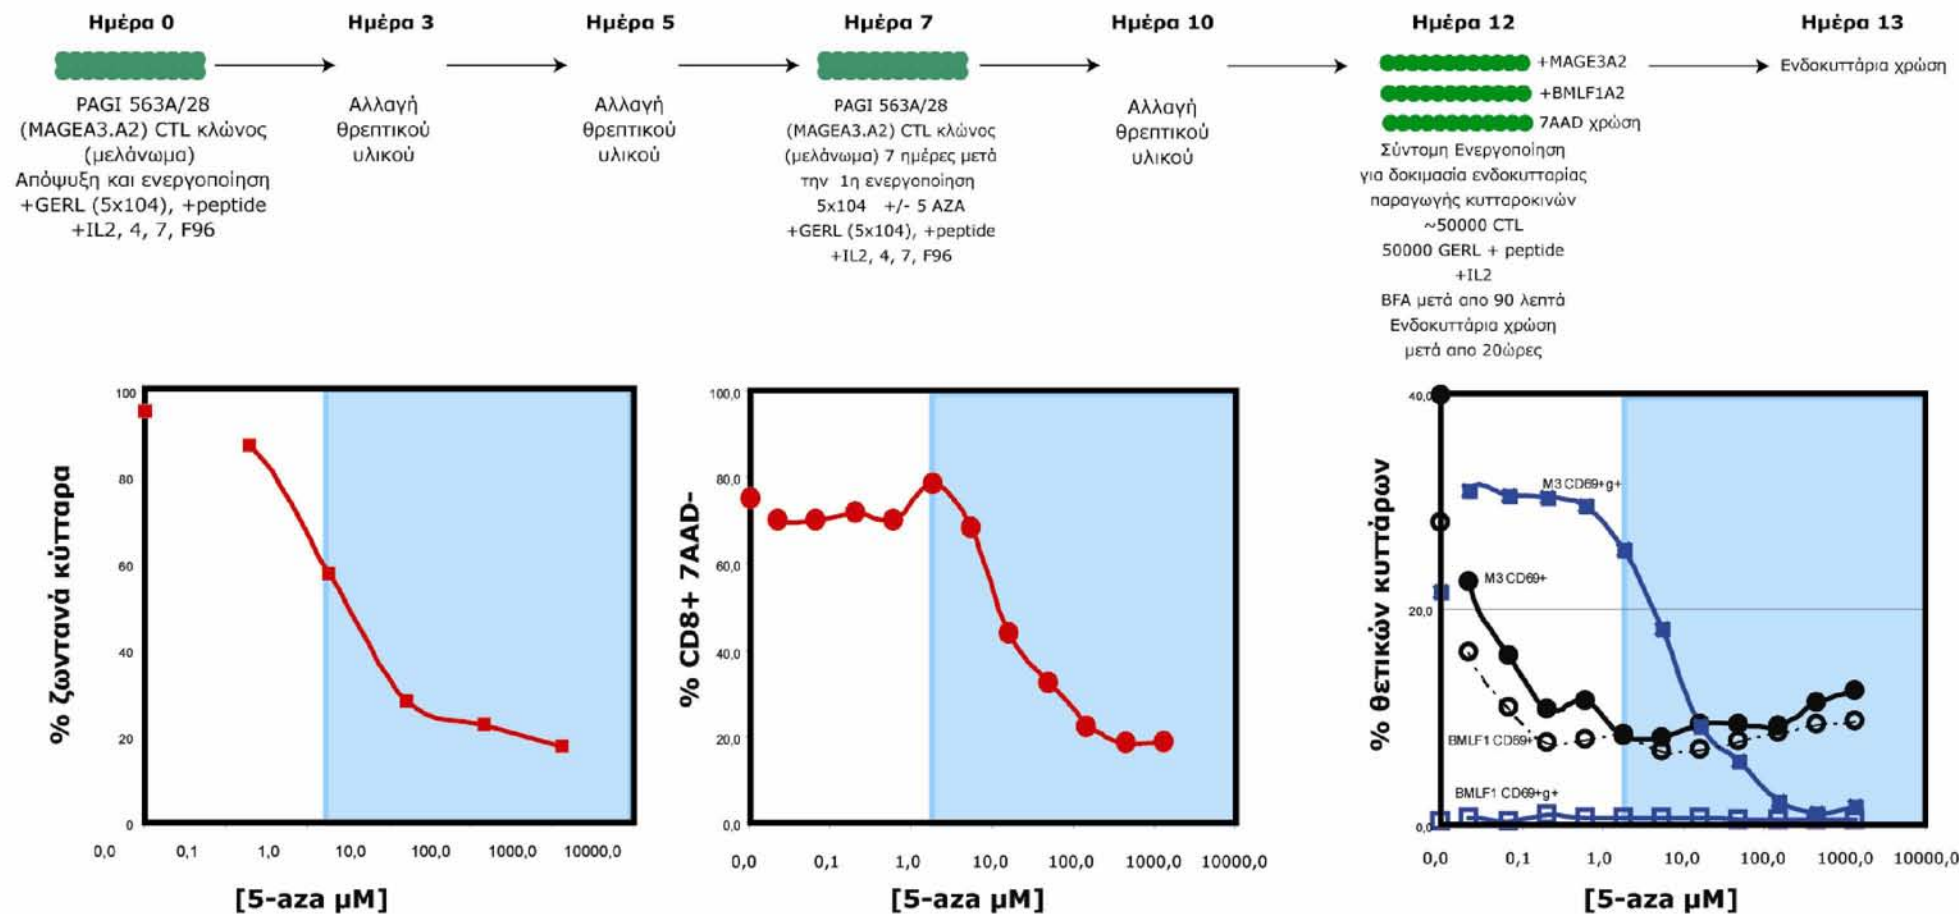 Ημέρα 0
Ημέρα 3
Ημέρα 5
Ημέρα 7
Ημέρα 10
Ημέρα 12
Ημέρα 13
PAGI 563A/28
(MAGEA3.A2) CTL κλώνος
(μελάνωμα)
Απόψυξη και ενεργοποίηση
+GERL (5x104), +peptide
+IL2, 4, 7, F96
Αλλαγή
θρεπτικού
υλικού
Αλλαγή
θρεπτικού
υλικού
PAGI 563A/28
(MAGEA3.A2) CTL κλώνος
(μελάνωμα) 7 ημέρες μετά
την 1η ενεργοποίηση
5x104 +/- 5 AZA
+GERL (5x104), +peptide
+IL2, 4, 7, F96
Αλλαγή
θρεπτικού
υλικού
+MAGE3A2
+BMLF1A2
7AAD χρώση
Σύντομη Ενεργοποίηση
για δοκιμασία ενδοκυτταρίας
παραγωγής κυτταροκινών
~50000 CTL
50000 GERL + peptide
+IL2
BFA μετά απο 90 λεπτά
Ενδοκυττάρια χρώση
μετά απο 20ώρες
Ενδοκυττάρια χρώση
% ζωντανά κύτταρα
100
80
60
40
20
0
0,0 0,1 1,0 10,0 100,0 1000,0 10000,0
[5-aza μM]
% CD8+ 7AAD-
100,0
80,0
60,0
40,0
20,0
0,0
0,0 0,1 1,0 10,0 100,0 1000,0 10000,0
[5-aza μM]
% θετικών κυττάρων
40,0
20,0
0,0
M3 CD69+g+
M3 CD69+
BMLF1 CD69+
BMLF1 CD69+g+
0,0 0,1 1,0 10,0 100,0 1000,0 10000,0
[5-aza μM]